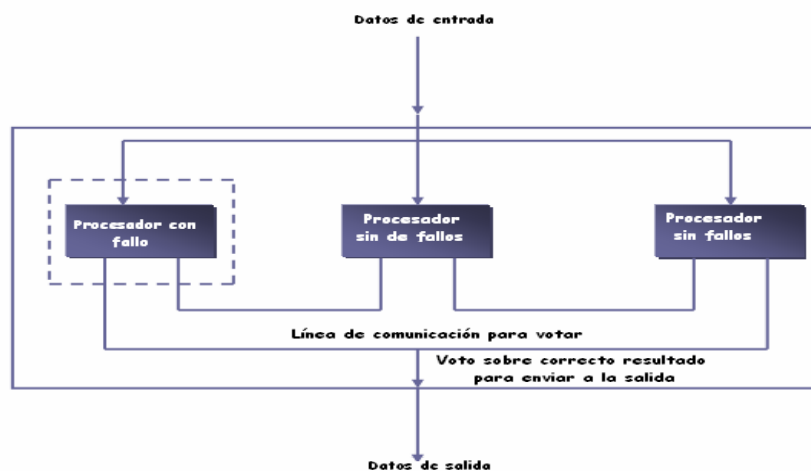 Datos de entrada
Procesador con
fallo
Procesador
sin de fallos
Procesador
sin fallos
Línea de comunicación para votar
Voto sobre correcto resultado
para enviar a la salida
Datos de salida